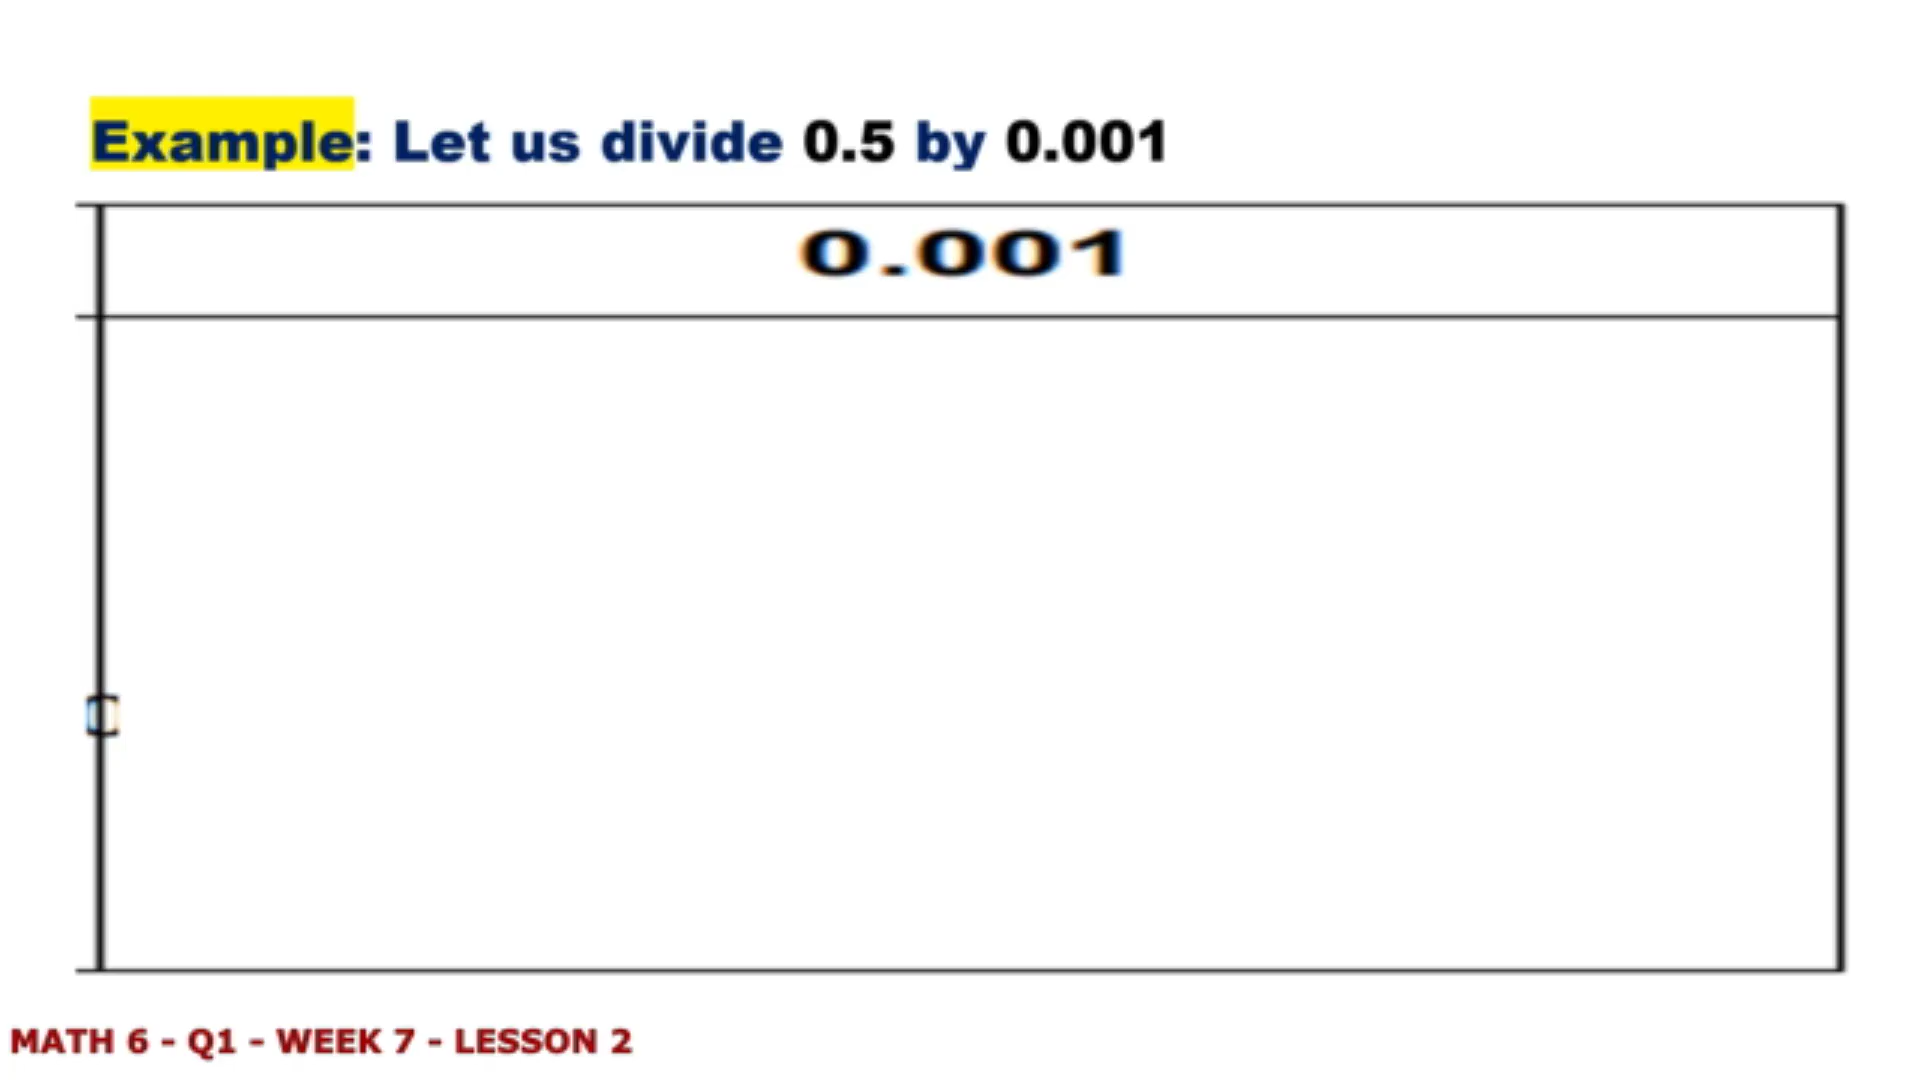 Example: Let us divide 0.5 by 0.001
0.001
MATH 6 - Q1 - WEEK 7 - LESSON 2